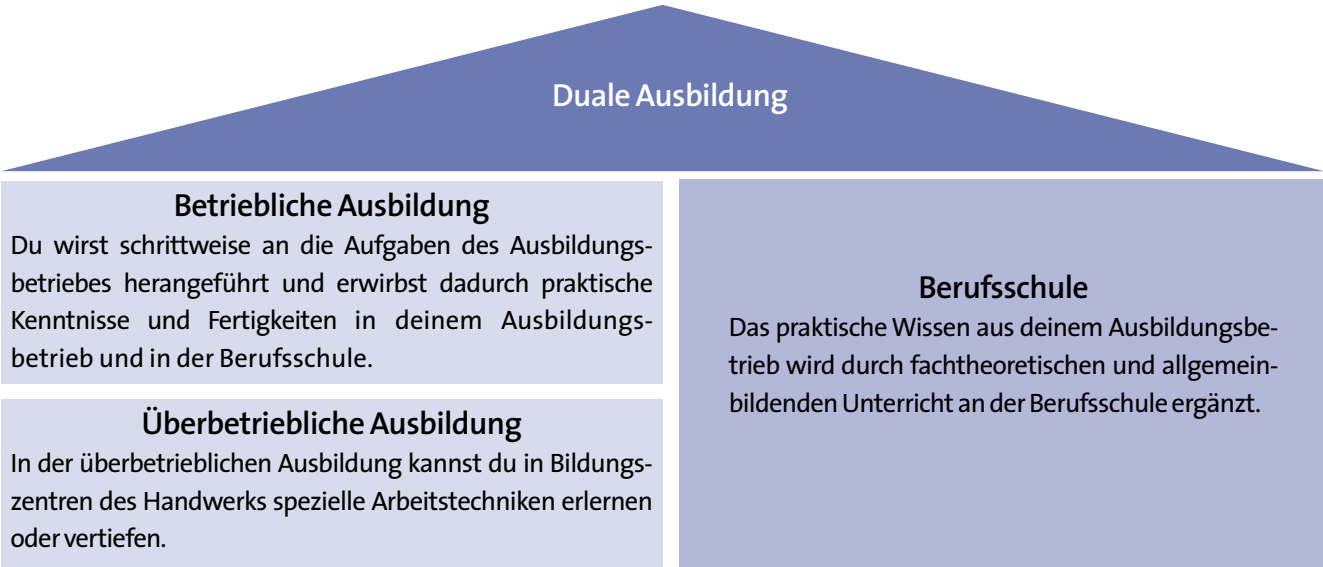 Duale Ausbildung
Betriebliche Ausbildung
Du wirst schrittweise an die Aufgaben des Ausbildungs-
betriebes herangeführt und erwirbst dadurch praktische
Kenntnisse und Fertigkeiten in deinem Ausbildungs-
betrieb und in der Berufsschule.
Überbetriebliche Ausbildung
In der überbetrieblichen Ausbildung kannst du in Bildungs-
zentren des Handwerks spezielle Arbeitstechniken erlernen
oder vertiefen.
Berufsschule
Das praktische Wissen aus deinem Ausbildungsbe-
trieb wird durch fachtheoretischen und allgemein-
bildenden Unterricht an der Berufsschule ergänzt.